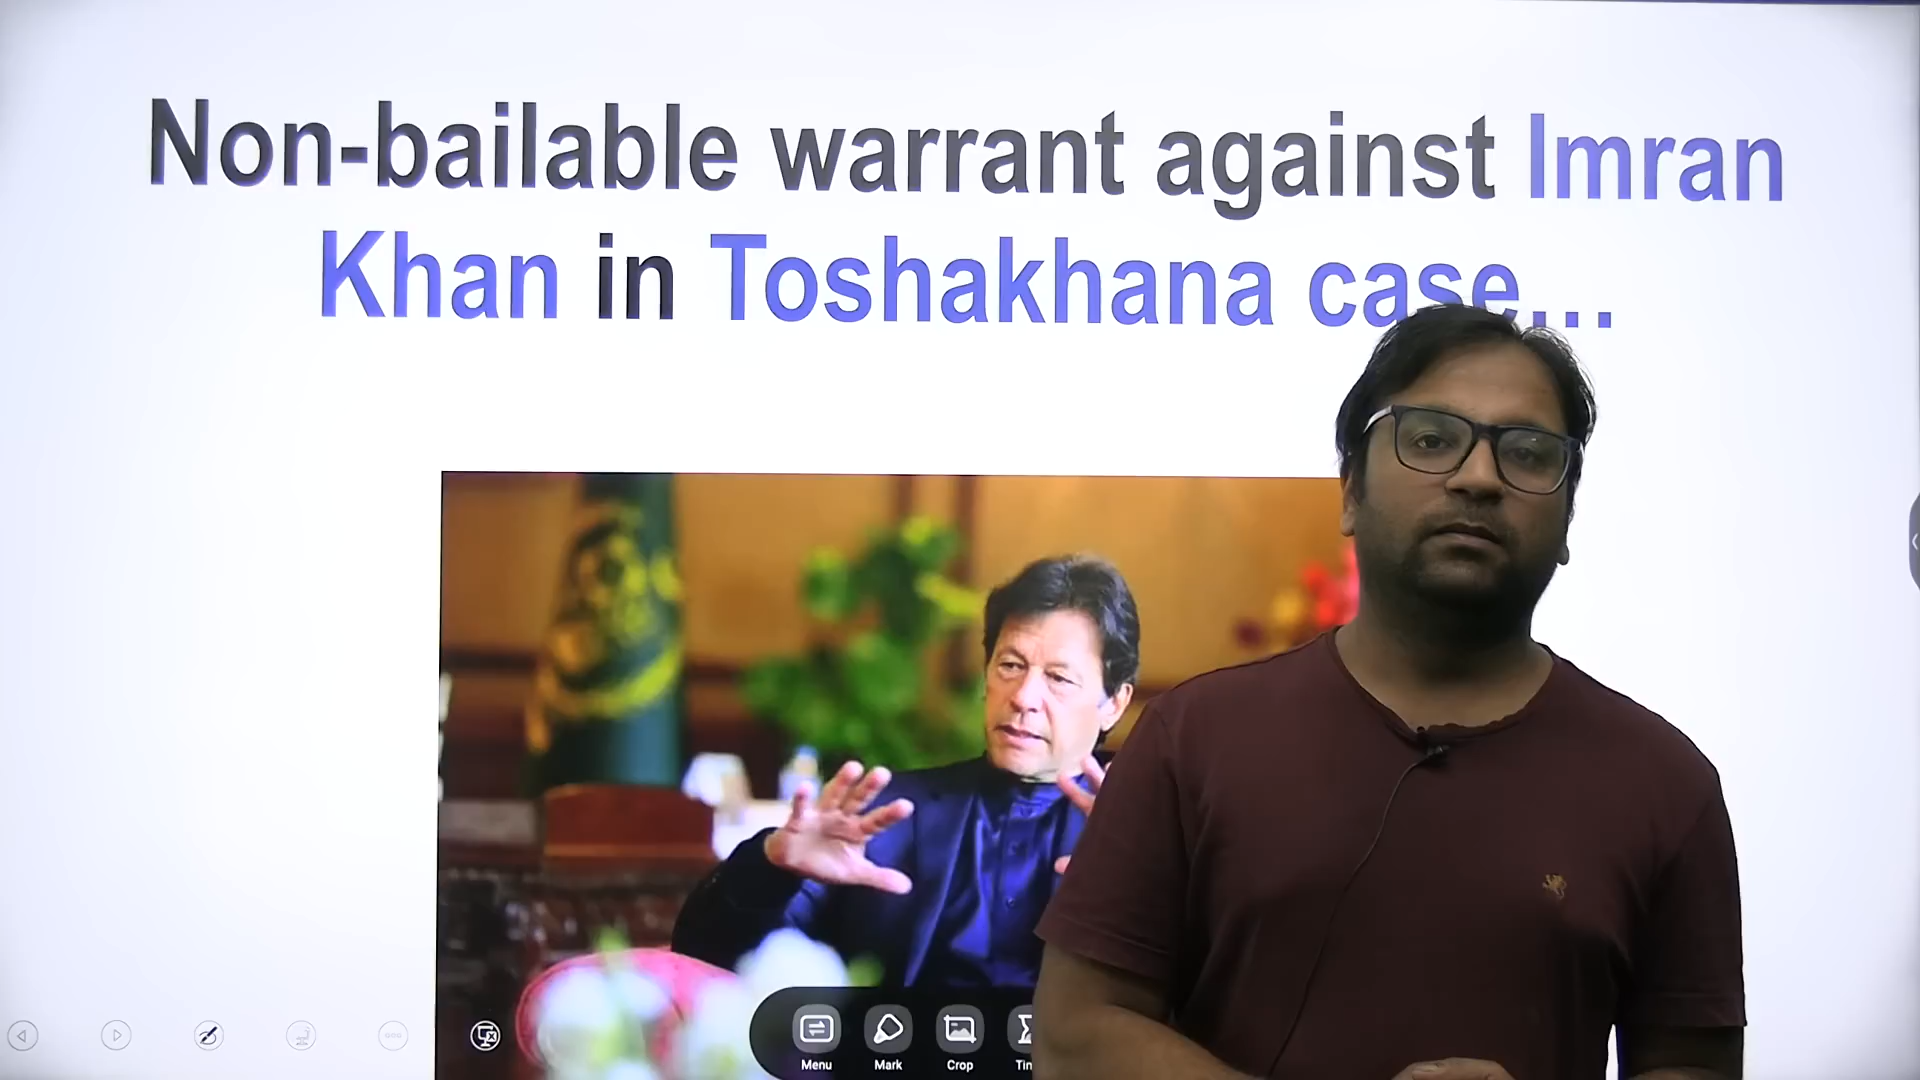 Non-bailable warrant against Imran
Khan in Toshakhana case...
Menu
Mark
Crop